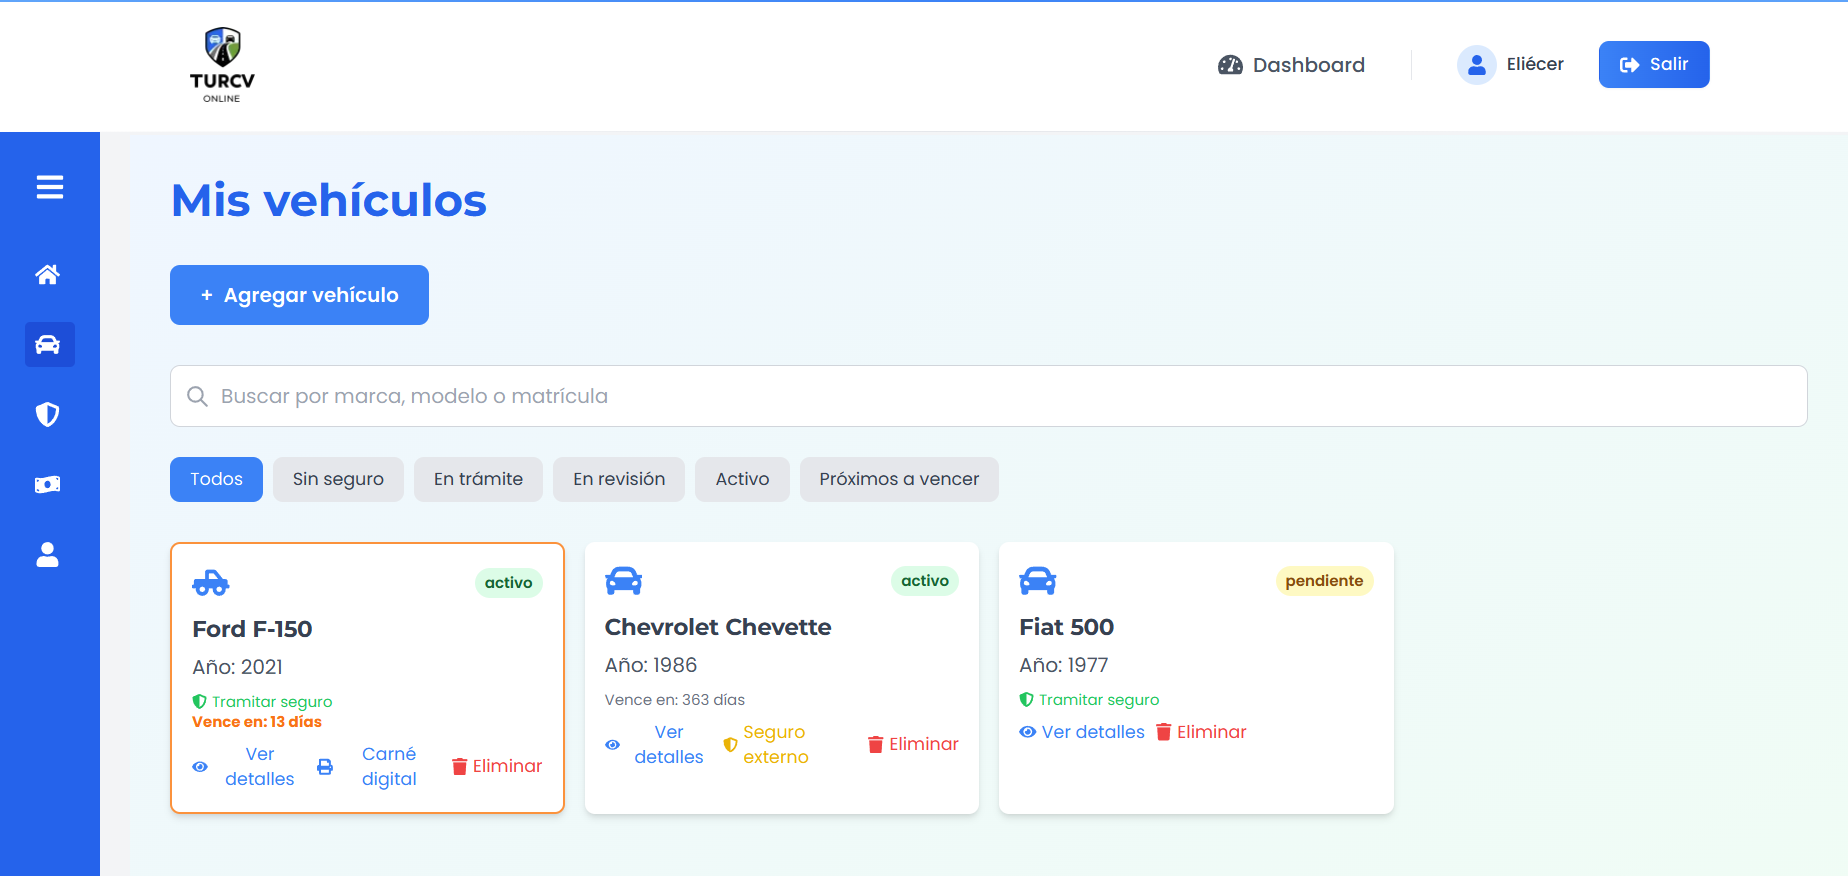 TURCV
ONLINE
Dashboard
Eliécer
Salir
Mis vehículos
+ Agregar vehículo
Buscar por marca, modelo o matrícula
Todos
Sin seguro
En trámite
En revisión
Activo
Próximos a vencer
activo
Ford F-150
Año: 2021
Tramitar seguro
Vence en: 13 días
Ver
detalles
Carné
digital
Eliminar
activo
Chevrolet Chevette
Año: 1986
Vence en: 363 días
Ver
detalles
Seguro
externo
Eliminar
pendiente
Fiat 500
Año: 1977
Tramitar seguro
Ver detalles
Eliminar